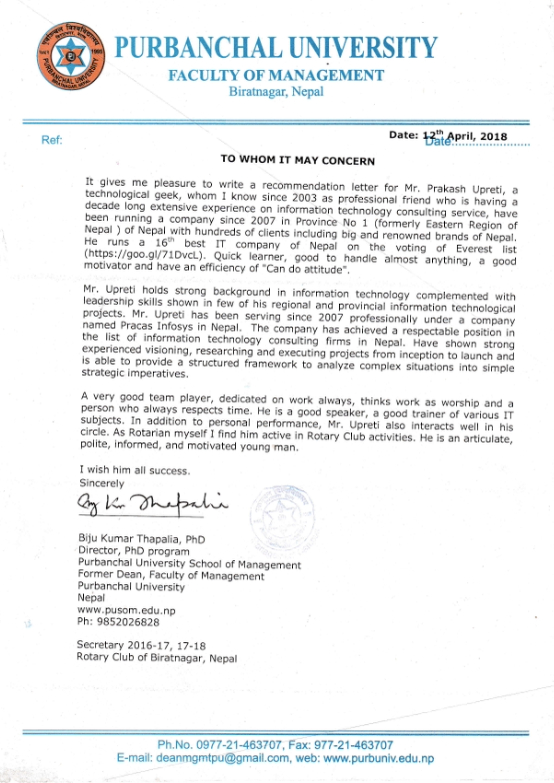 PURBANCHAL UNIVERSITY
FACULTY OF MANAGEMENT
Biratnagar, Nepal
Ref:
Date: 12th April, 2018
Date
TO WHOM IT MAY CONCERN
It gives me pleasure to write a recommendation letter for Mr. Prakash Upreti, a
technological geek, whom I know since 2003 as professional friend who is having a
decade long extensive experience on information technology consulting service, have
been running a company since 2007 in Province No 1 (formerly Eastern Region of
Nepal ) of Nepal with hundreds of clients including big and renowned brands of Nepal.
He runs a 16th best IT company of Nepal on the voting of Everest list
(https://goo.gl/71DvcL). Quick learner, good to handle almost anything, a good
motivator and have an efficiency of "Can do attitude".
Mr. Upreti holds strong background in information technology complemented with
leadership skills shown in few of his regional and provincial information technological
projects. Mr. Upreti has been serving since 2007 professionally under a company
named Pracas Infosys in Nepal. The company has achieved a respectable position in
the list of information technology consulting firms in Nepal. Have shown strong
experienced visioning, researching and executing projects from inception to launch and
is able to provide a structured framework to analyze complex situations into simple
strategic imperatives.
A very good team player, dedicated on work always, thinks work as worship and a
person who always respects time. He is a good speaker, a good trainer of various IT
subjects. In addition to personal performance, Mr. Upreti also interacts well in his
circle. As Rotarian myself I find him active in Rotary Club activities. He is an articulate,
polite, informed, and motivated young man.
I wish him all success.
Sincerely
Biju Kumar Thapalia, PhD
Director, PhD program
Purbanchal University School of Management
Former Dean, Faculty of Management
Purbanchal University
Nepal
www.pusom.edu.np
Ph: 9852026828
Secretary 2016-17, 17-18
Rotary Club of Biratnagar, Nepal
Ph.No. 0977-21-463707, Fax: 977-21-463707
E-mail: deanmgmtpu@gmail.com, web: www.purbuniv.edu.np